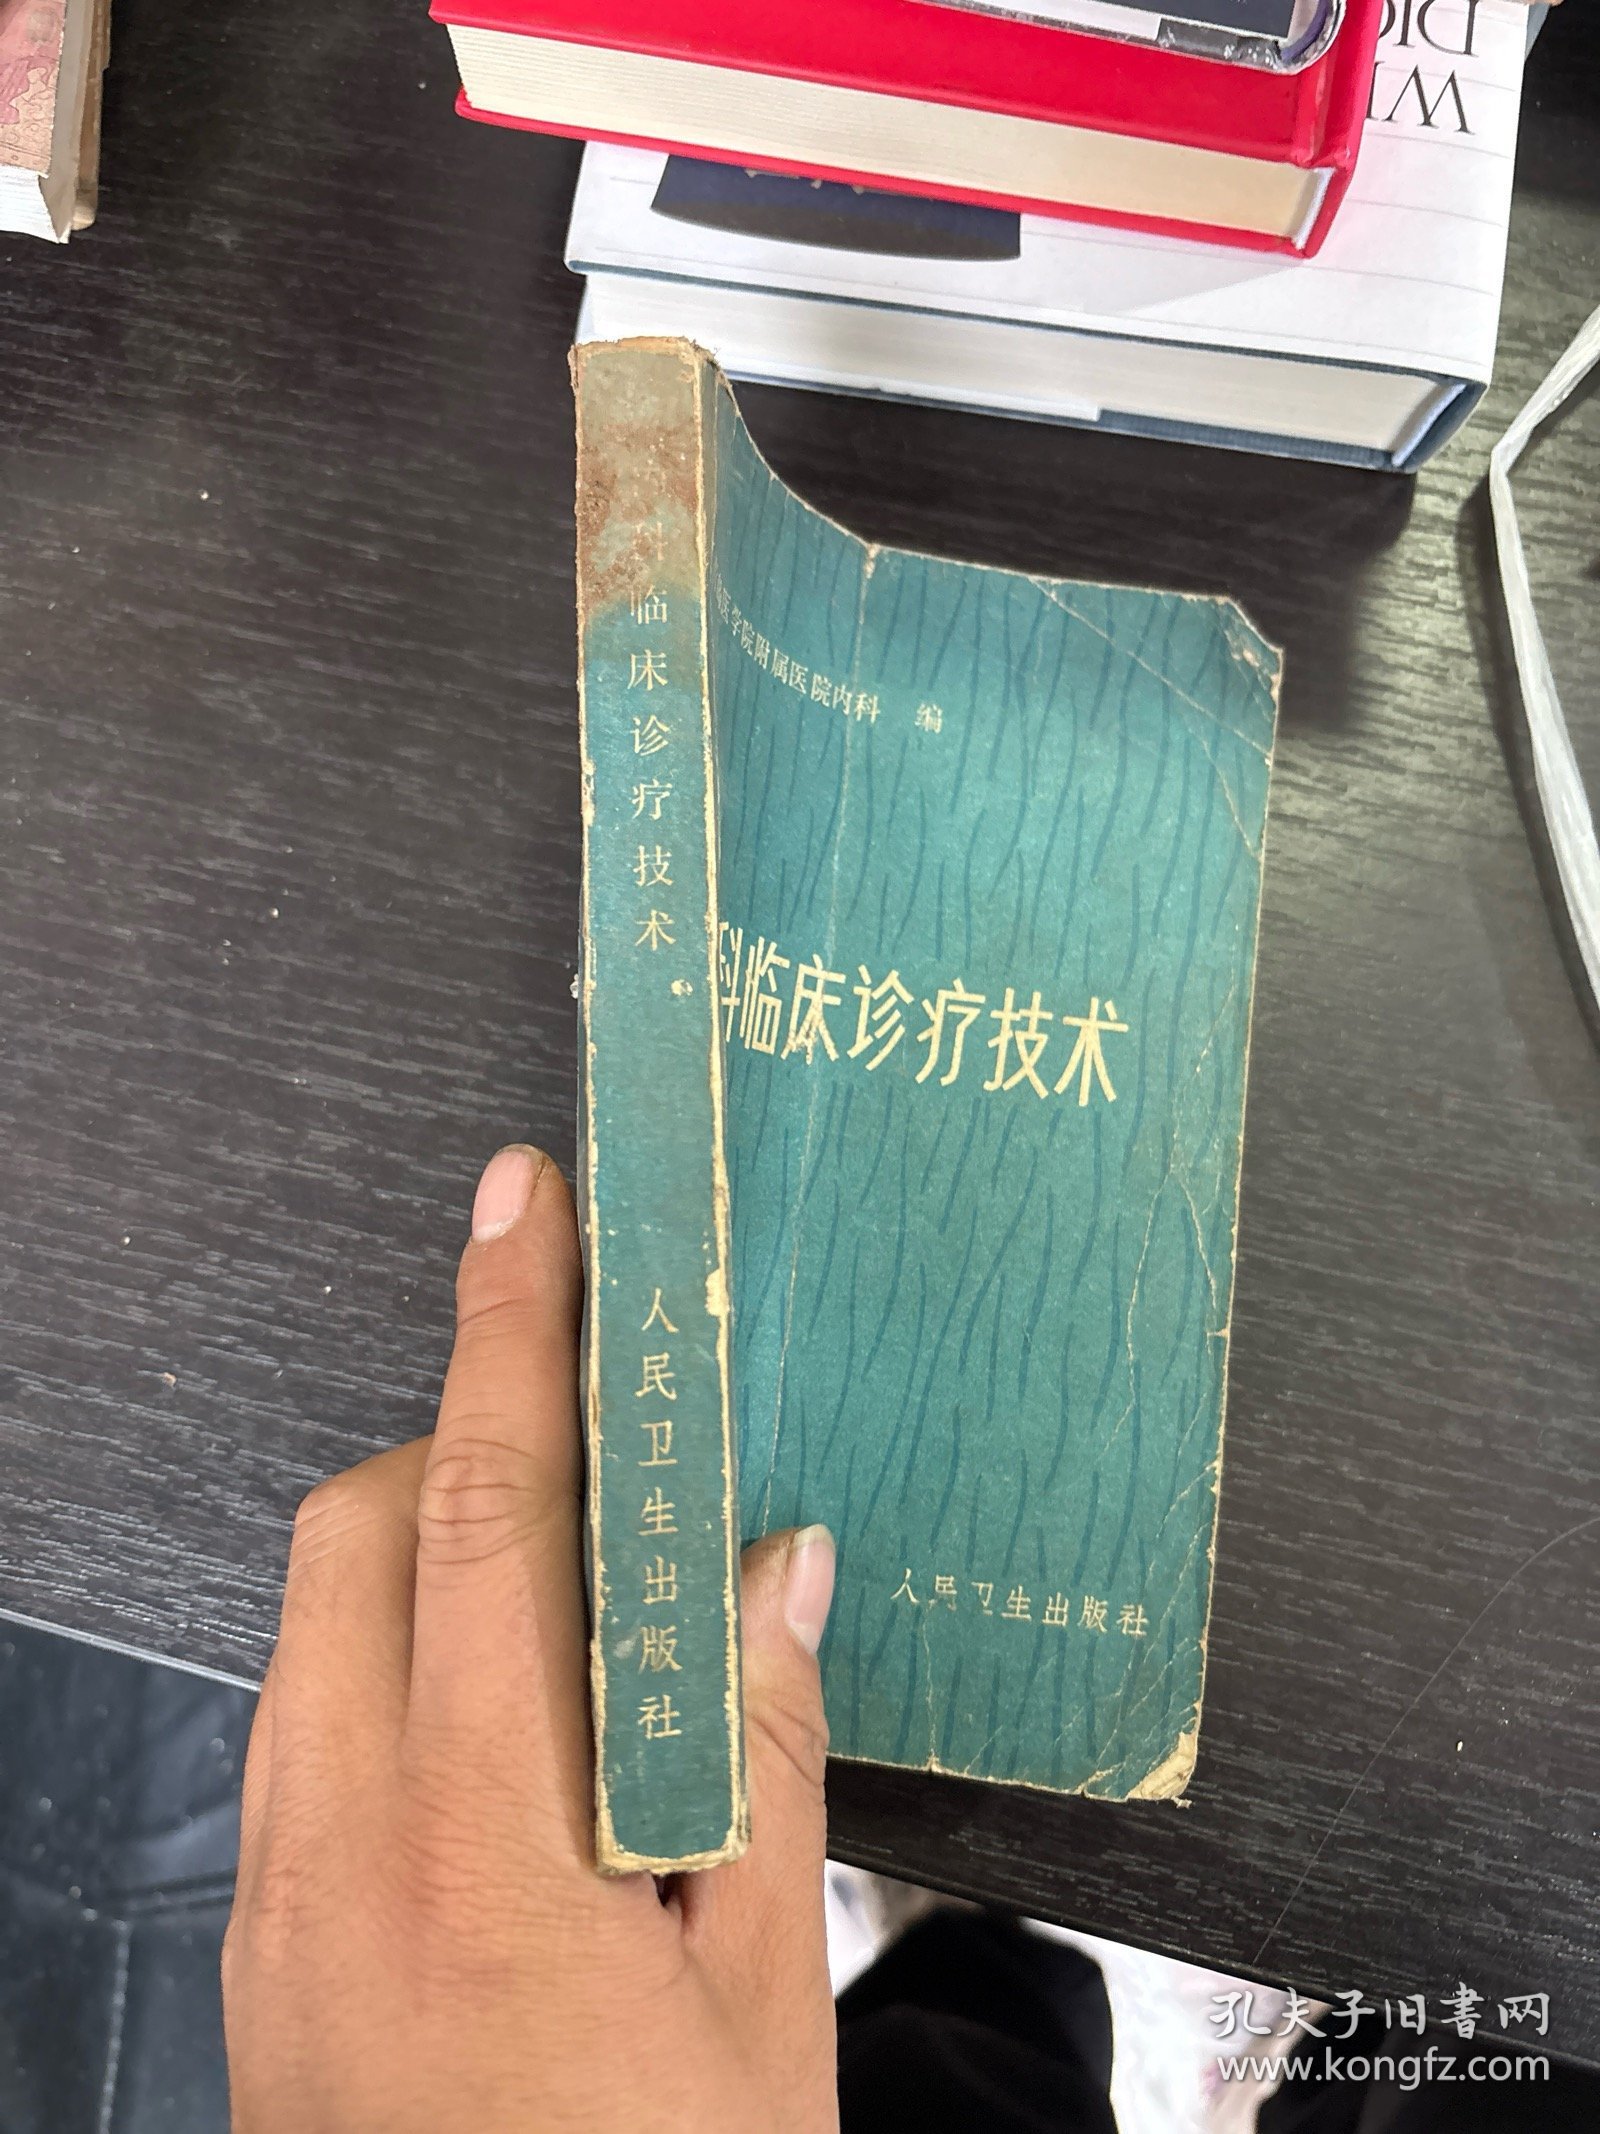 科临床诊疗技术
人民卫生出版社
医学院附属医院内科 编
科临床诊疗技术
人民卫生出版社
孔夫子旧書网
www.kongfz.com